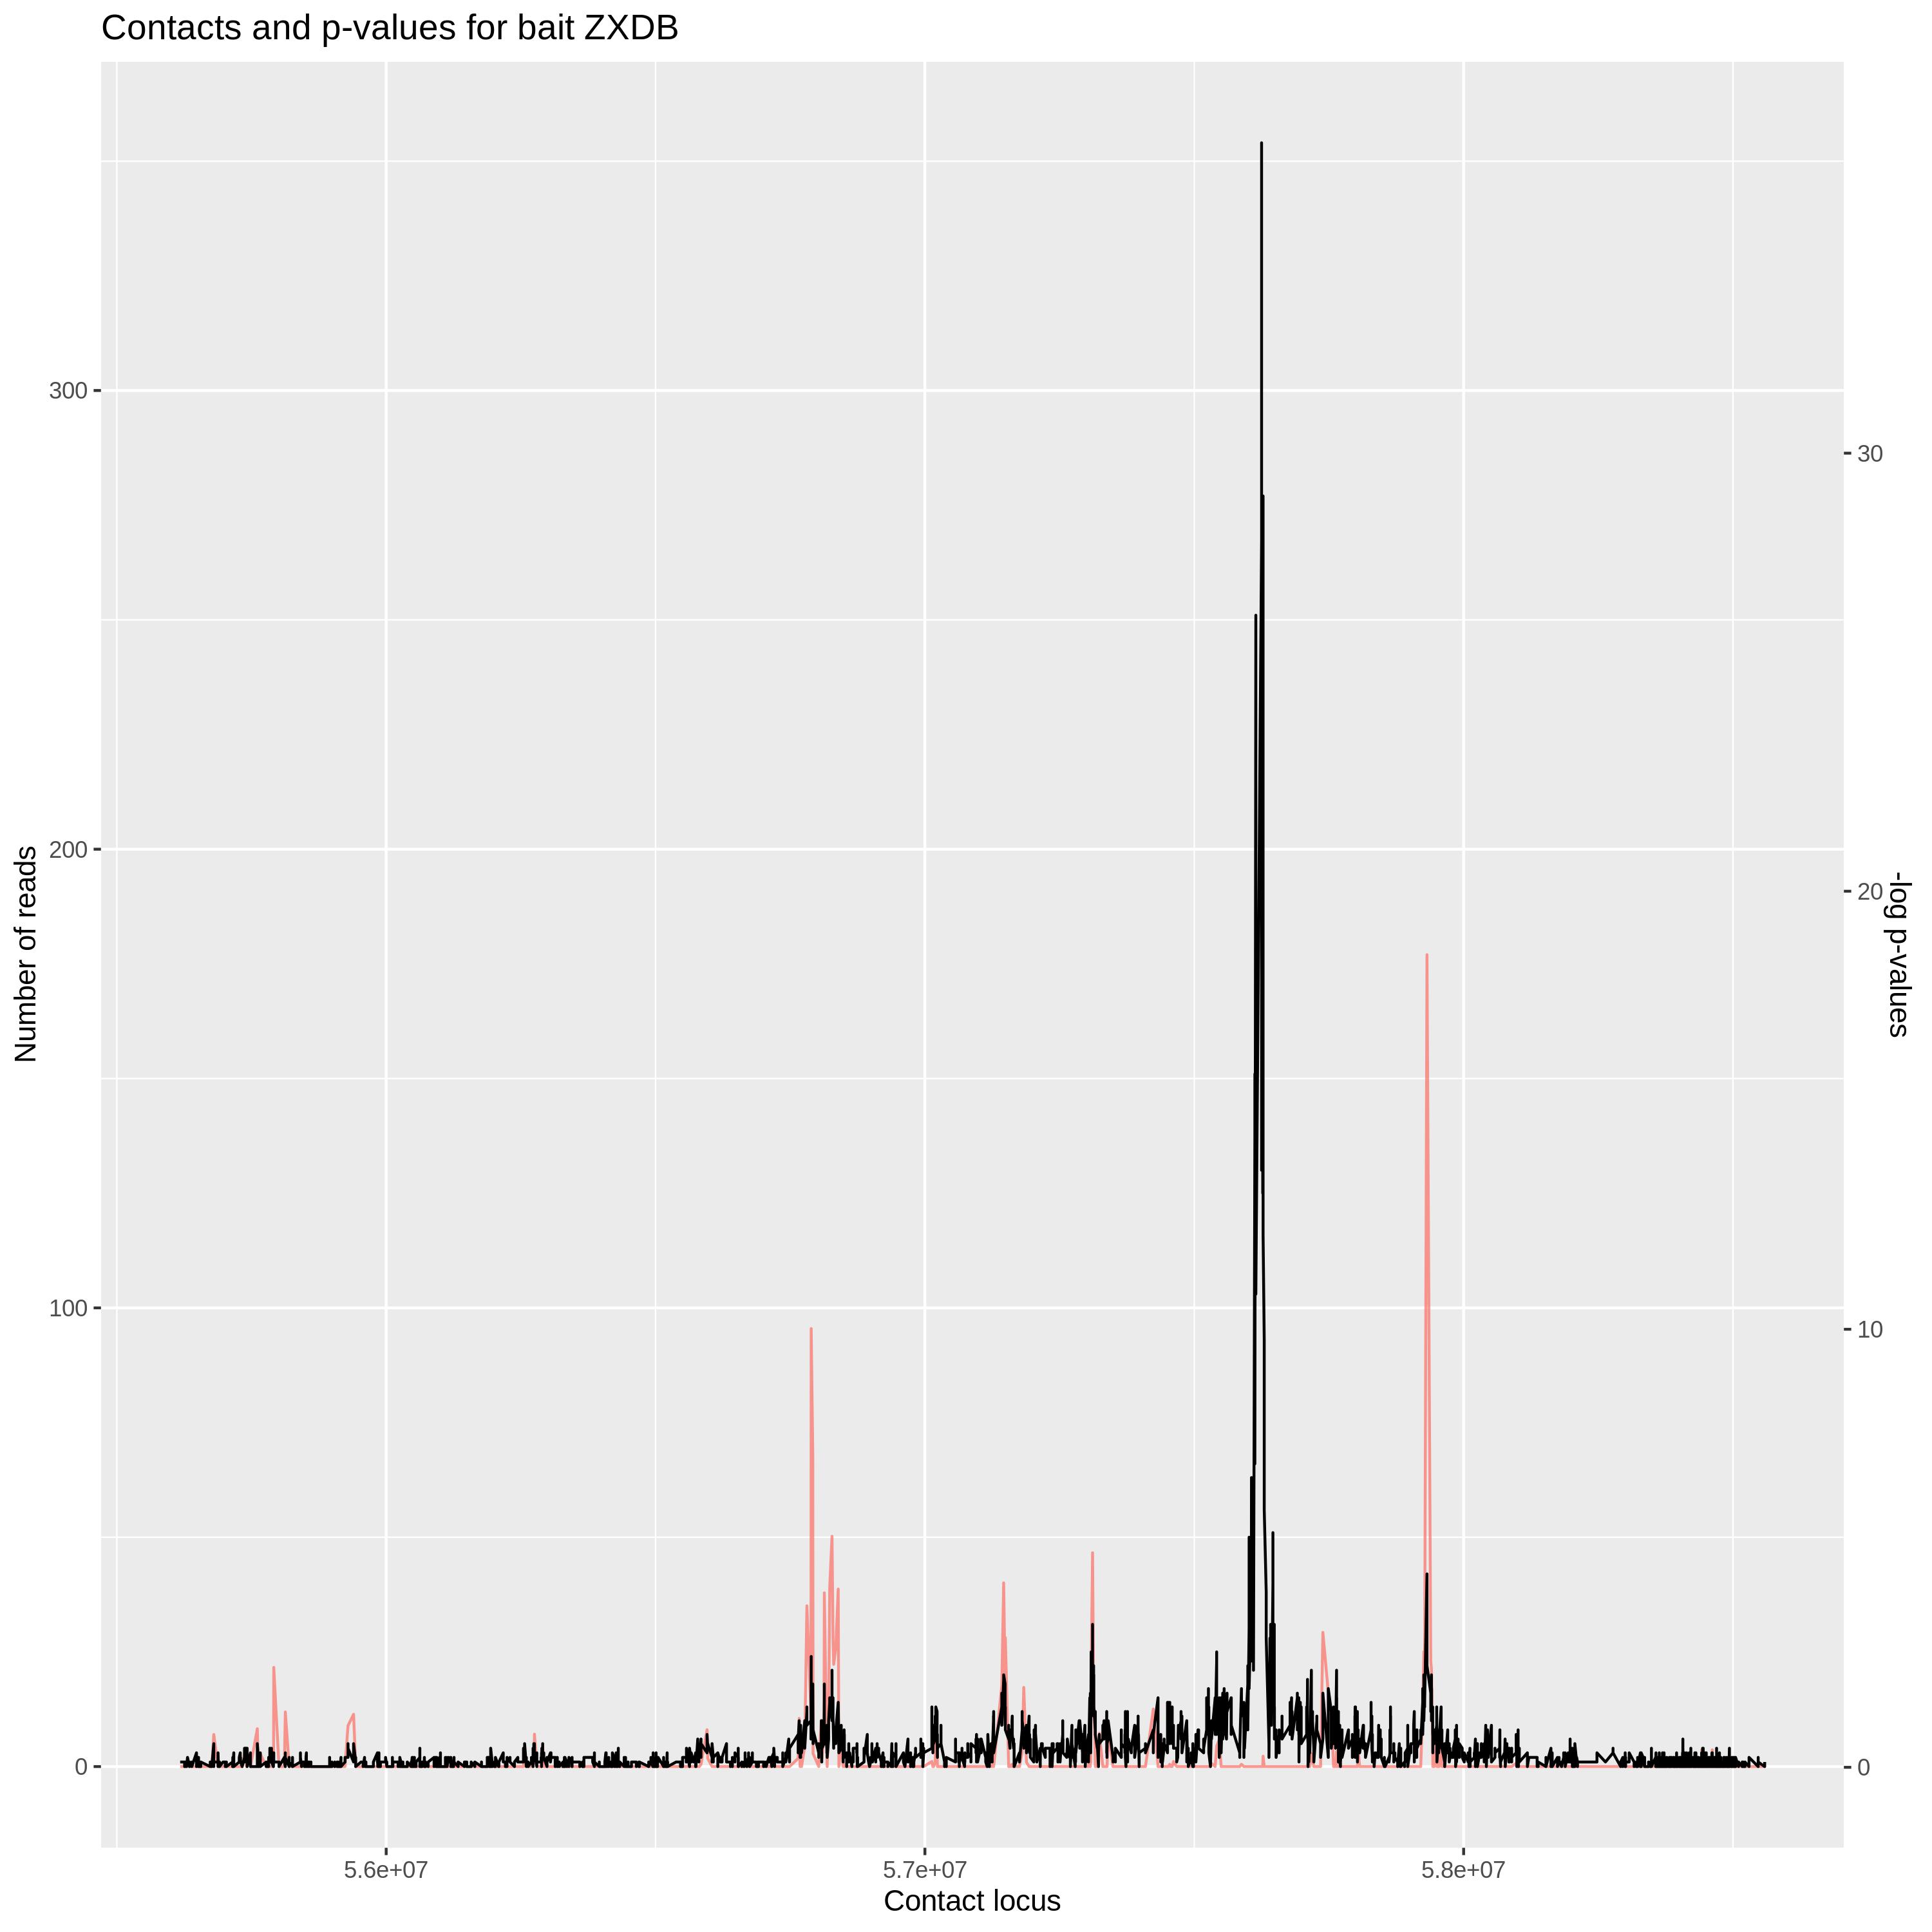 Contacts and p-values for bait ZXDB
300
200
100
0
Number of reads
30
20
10
0
-log p-values
5.6e+07 5.7e+07 5.8e+07
Contact locus